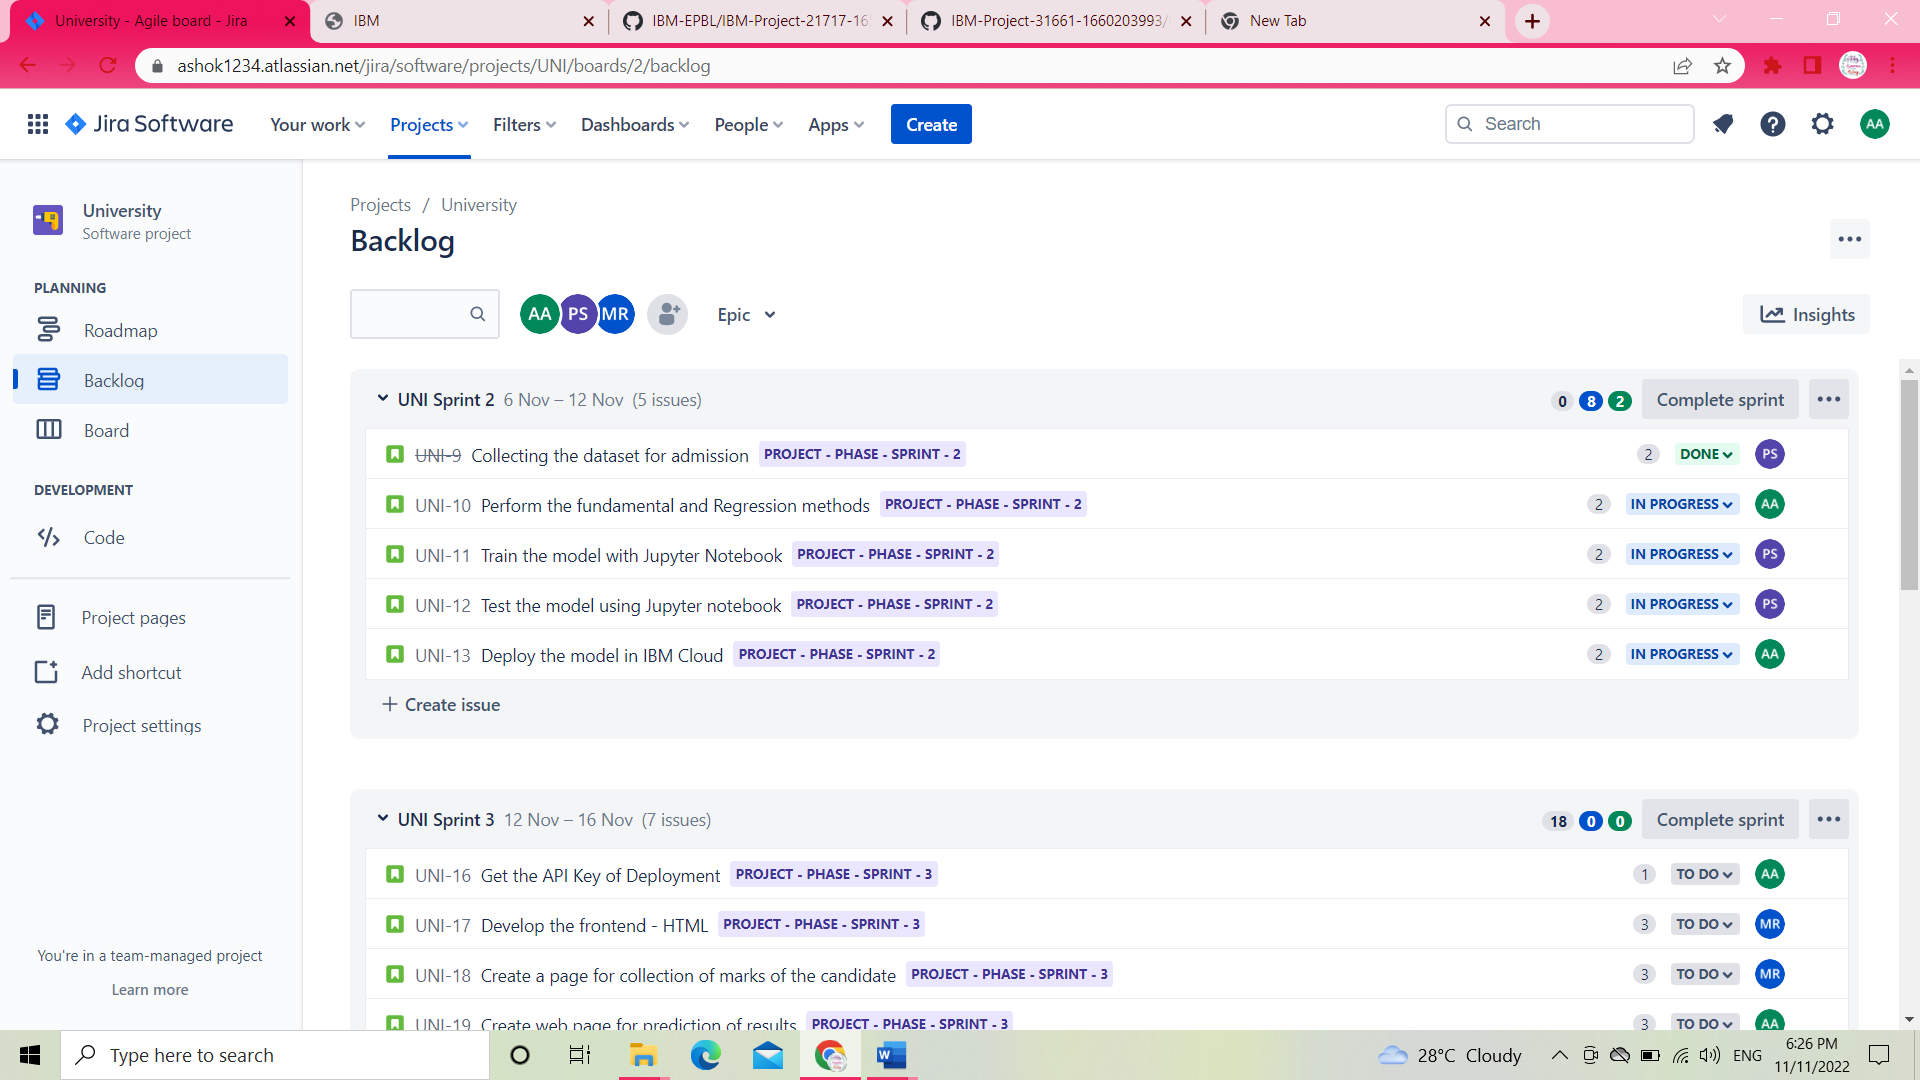 University - Agile board - Jira
IBM
IBM-EPBL/IBM-Project-21717-16
IBM-Project-31661-1660203993/
New Tab
ashok1234.atlassian.net/jira/software/projects/UNI/boards/2/backlog
Jira Software
Your work
Projects
Filters
Dashboards
People
Apps
Create
Search
AA
University
Software project
PLANNING
Roadmap
Backlog
Board
DEVELOPMENT
Code
Project pages
Add shortcut
Project settings
You're in a team-managed project
Learn more
Projects / University
Backlog
AA PS MR
Epic
Insights
UNI Sprint 2 6 Nov – 12 Nov (5 issues) 0 8 2 Complete sprint
UNI-9 Collecting the dataset for admission PROJECT - PHASE - SPRINT - 2 2 DONE PS
UNI-10 Perform the fundamental and Regression methods PROJECT - PHASE - SPRINT - 2 2 IN PROGRESS AA
UNI-11 Train the model with Jupyter Notebook PROJECT - PHASE - SPRINT - 2 2 IN PROGRESS PS
UNI-12 Test the model using Jupyter notebook PROJECT - PHASE - SPRINT - 2 2 IN PROGRESS PS
UNI-13 Deploy the model in IBM Cloud PROJECT - PHASE - SPRINT - 2 2 IN PROGRESS AA
+ Create issue
UNI Sprint 3 12 Nov – 16 Nov (7 issues) 18 0 0 Complete sprint
UNI-16 Get the API Key of Deployment PROJECT - PHASE - SPRINT - 3 1 TO DO AA
UNI-17 Develop the frontend - HTML PROJECT - PHASE - SPRINT - 3 3 TO DO MR
UNI-18 Create a page for collection of marks of the candidate PROJECT - PHASE - SPRINT - 3 3 TO DO MR
UNI-19 Create web page for prediction of results PROJECT - PHASE - SPRINT - 3 3 TO DO AA
Type here to search
28°C Cloudy
ENG
6:26 PM
11/11/2022